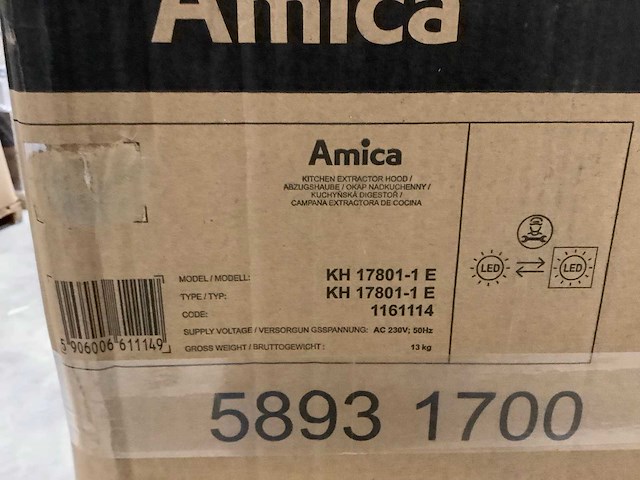 Amica
Amica
KITCHEN EXTRACTOR HOOD /
ABZUGSHAUBE / OKAP NADKUCHENNY /
KUCHYŇSKÁ DIGESTOŘ /
CAMPANA EXTRACTORA DE COCINA
MODEL / MODELL: KH 17801-1 E
TYPE / TYP: KH 17801-1 E
CODE: 1161114
SUPPLY VOLTAGE / VERSORGUN GSSPANNUNG: AC 230V; 50Hz
GROSS WEIGHT / BRUTTOGEWICHT: 13 kg
5 906006 611149
LED LED
5893 1700